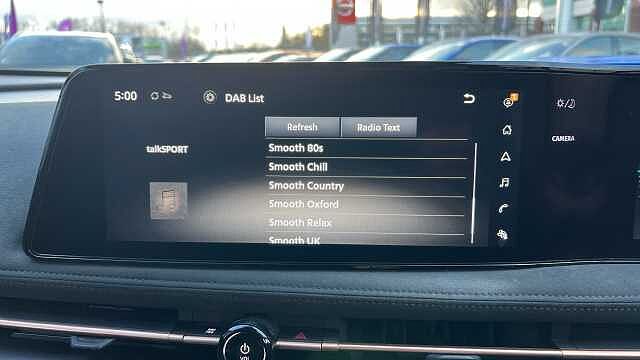 5:00
DAB List
Refresh
Radio Text
talkSPORT
Smooth 80s
Smooth Chill
Smooth Country
Smooth Oxford
Smooth Relax
Smooth UK
CAMERA
VOL